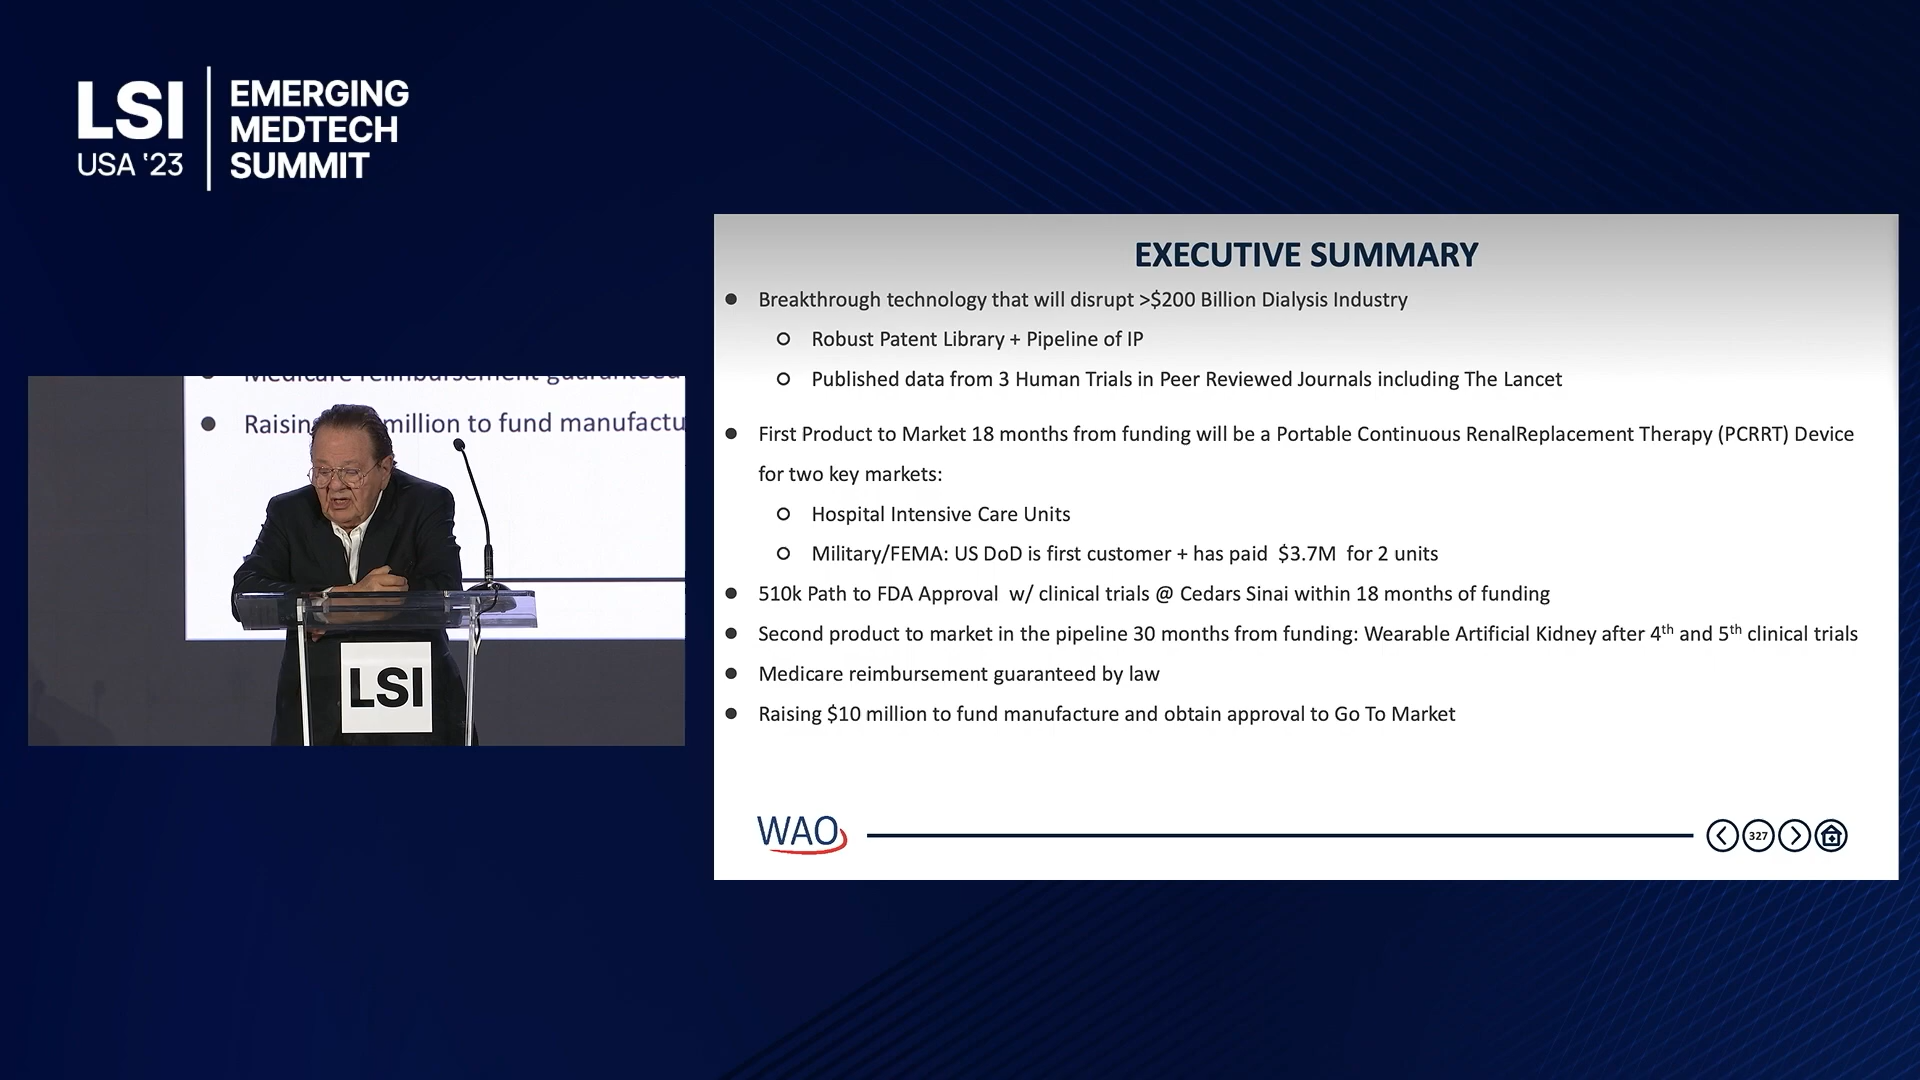 LSI
USA '23
EMERGING
MEDTECH
SUMMIT
EXECUTIVE SUMMARY
● Breakthrough technology that will disrupt >$200 Billion Dialysis Industry
○ Robust Patent Library + Pipeline of IP
○ Published data from 3 Human Trials in Peer Reviewed Journals including The Lancet
● First Product to Market 18 months from funding will be a Portable Continuous RenalReplacement Therapy (PCRRT) Device
for two key markets:
○ Hospital Intensive Care Units
○ Military/FEMA: US DoD is first customer + has paid $3.7M for 2 units
● 510k Path to FDA Approval w/ clinical trials @ Cedars Sinai within 18 months of funding
● Second product to market in the pipeline 30 months from funding: Wearable Artificial Kidney after 4th and 5th clinical trials
● Medicare reimbursement guaranteed by law
● Raising $10 million to fund manufacture and obtain approval to Go To Market
WAO
327
Medicare reimbursement guaranteed
● Raisin million to fund manufactu
LSI